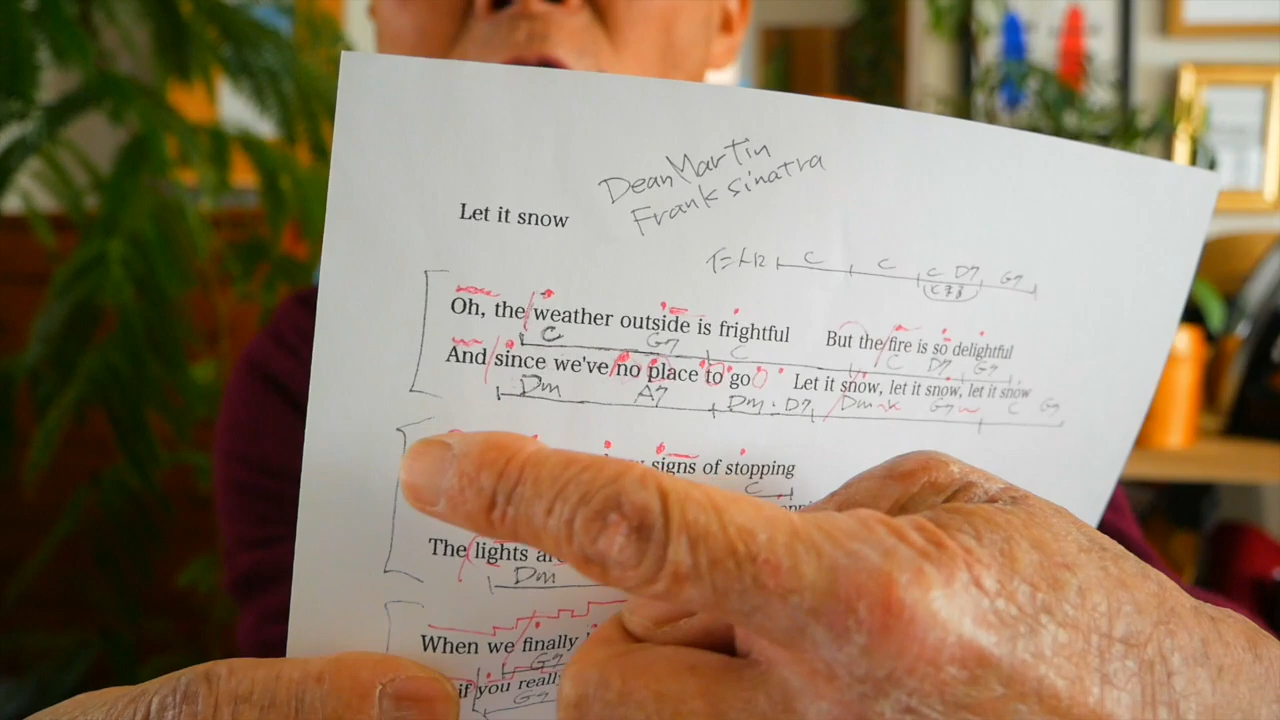 Dean Martin
Frank Sinatra
Let it snow
C C C D7 G7
Oh, the weather outside is frightful But the fire is so delightful
C G7 C C D7 G7
And since we've no place to go Let it snow, let it snow, let it snow
Dm A7 Dm D7 Dm G7 C G7
signs of stopping
C
The lights
Dm
When we finally
G7
if you really
G7